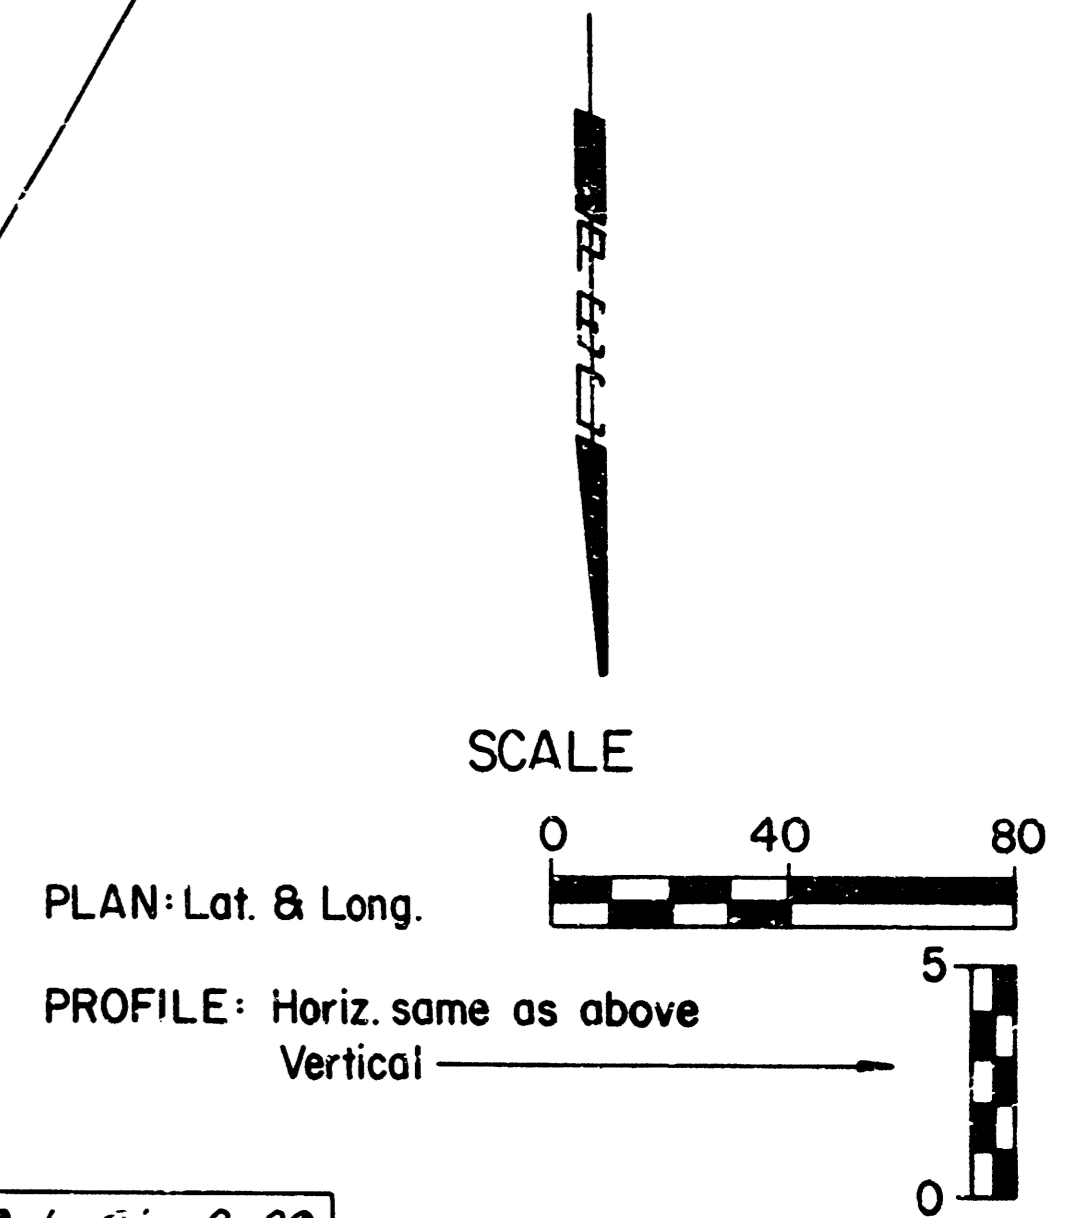 SCALE
0 40 80
PLAN: Lat. & Long.
5
PROFILE: Horiz. same as above
Vertical
0